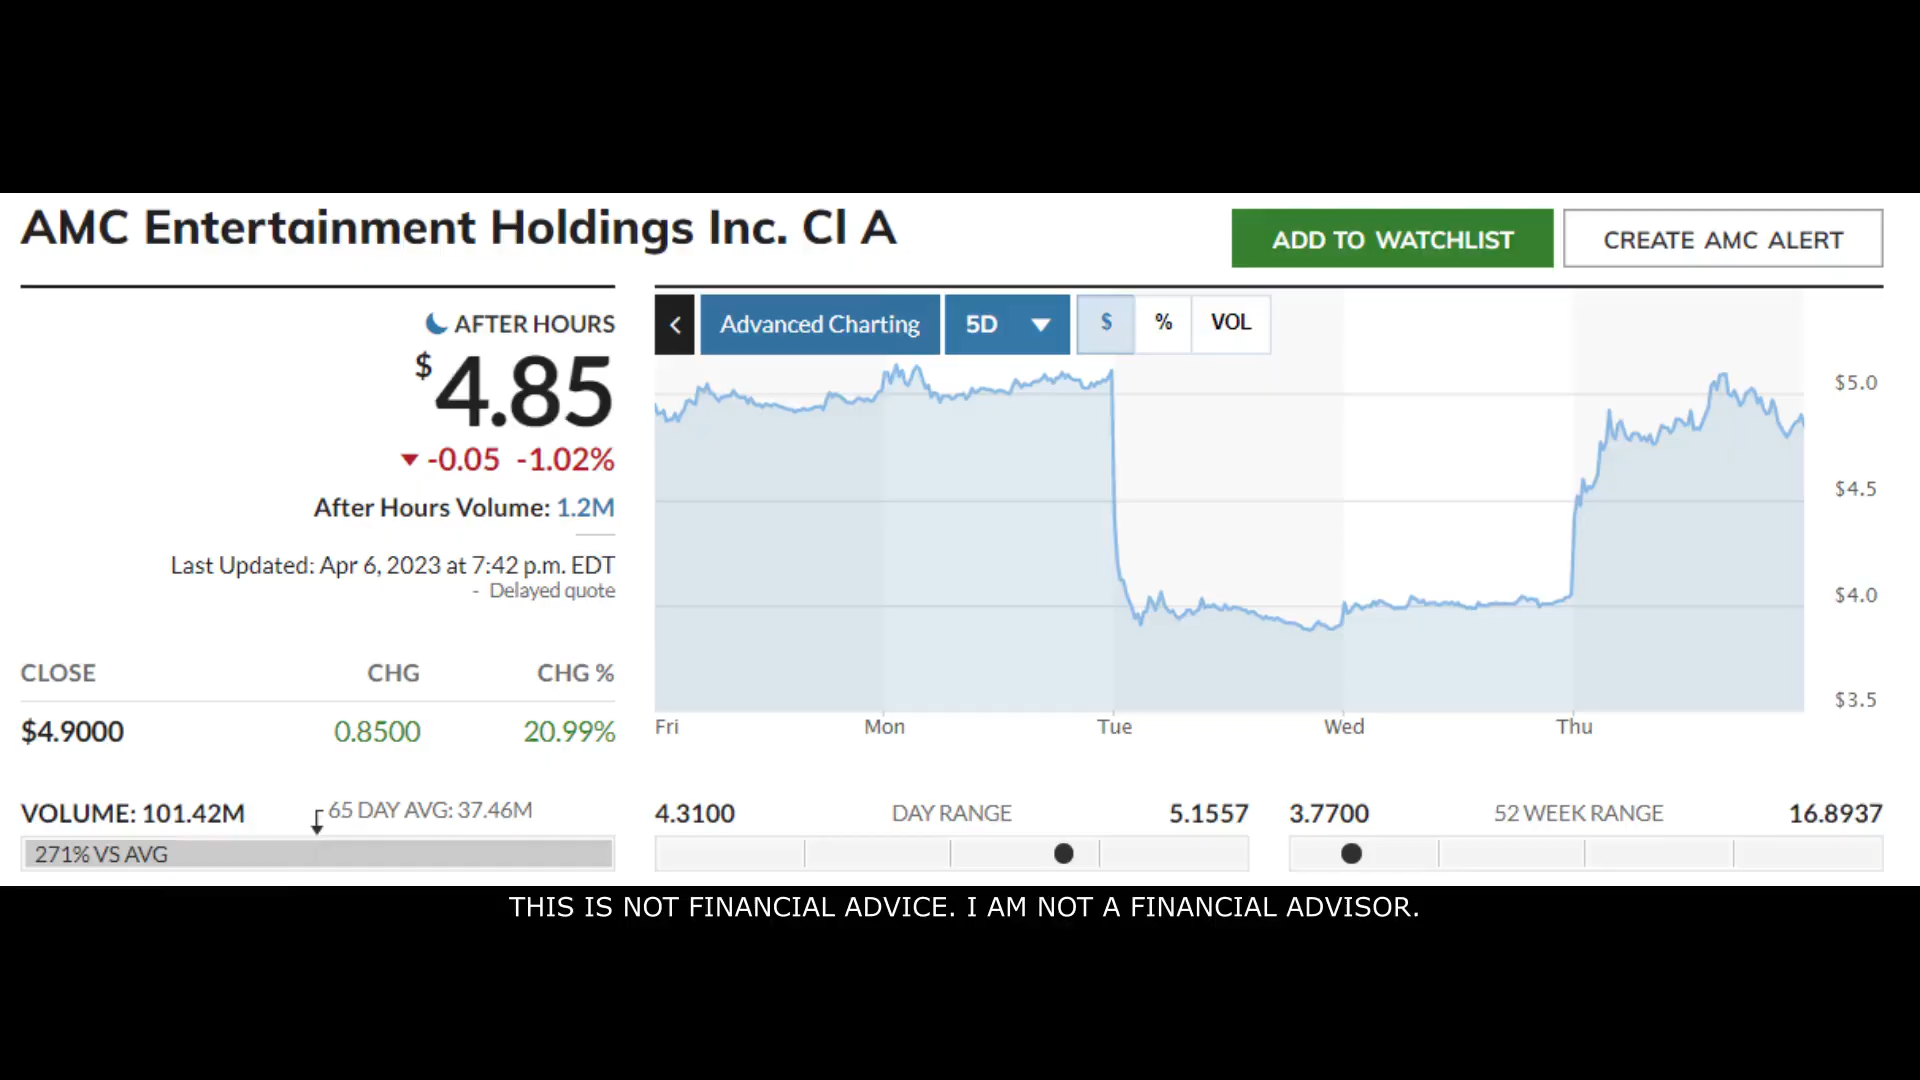 AMC Entertainment Holdings Inc. Cl A
ADD TO WATCHLIST
CREATE AMC ALERT
AFTER HOURS
$4.85
-0.05 -1.02%
After Hours Volume: 1.2M
Last Updated: Apr 6, 2023 at 7:42 p.m. EDT
- Delayed quote
CLOSE CHG CHG %
$4.9000 0.8500 20.99%
VOLUME: 101.42M 65 DAY AVG: 37.46M
271% VS AVG
< Advanced Charting 5D $ % VOL
$5.0
$4.5
$4.0
$3.5
Fri Mon Tue Wed Thu
4.3100 DAY RANGE 5.1557
3.7700 52 WEEK RANGE 16.8937
THIS IS NOT FINANCIAL ADVICE. I AM NOT A FINANCIAL ADVISOR.